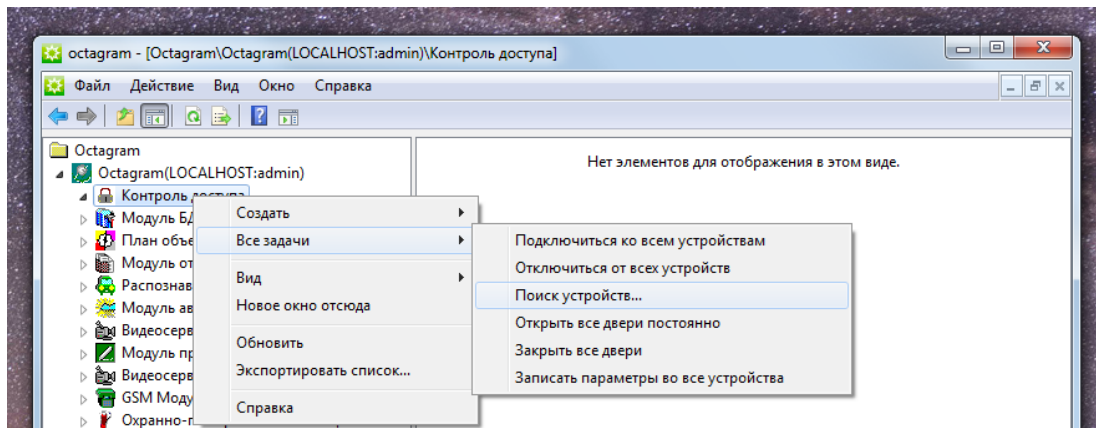 octagram - [Octagram\Octagram(LOCALHOST:admin)\Контроль доступа]
Файл Действие Вид Окно Справка
Octagram
Octagram(LOCALHOST:admin)
Контроль доступа
Модуль БД
План объе
Модуль от
Распознав
Модуль ав
Видеосерв
Модуль пр
Видеосерв
GSM Моду
Охранно-п
Нет элементов для отображения в этом виде.
Создать
Все задачи
Вид
Новое окно отсюда
Обновить
Экспортировать список...
Справка
Подключиться ко всем устройствам
Отключиться от всех устройств
Поиск устройств...
Открыть все двери постоянно
Закрыть все двери
Записать параметры во все устройства